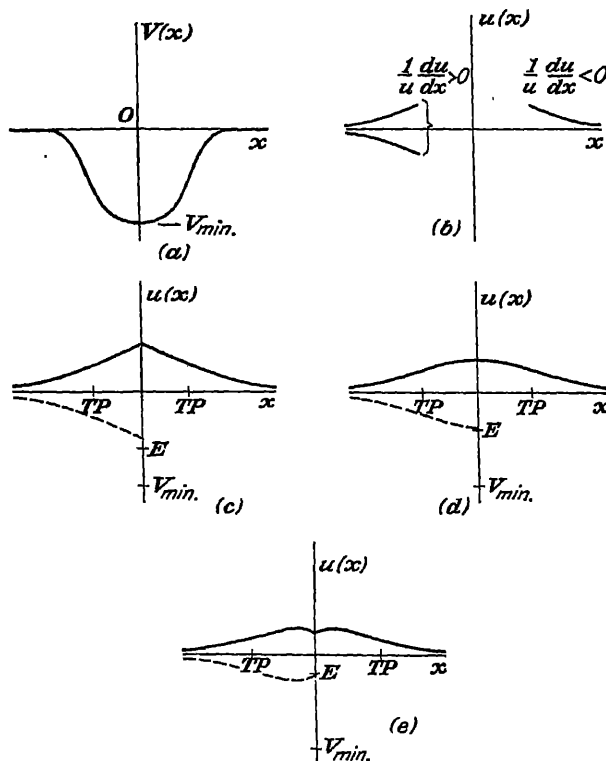 V(x)
O
x
V_min.
(a)
u(x)
1/u du/dx > 0
1/u du/dx < 0
x
(b)
u(x)
TP
TP
x
E
V_min.
(c)
u(x)
TP
TP
x
E
V_min.
(d)
u(x)
TP
TP
x
E
V_min.
(e)